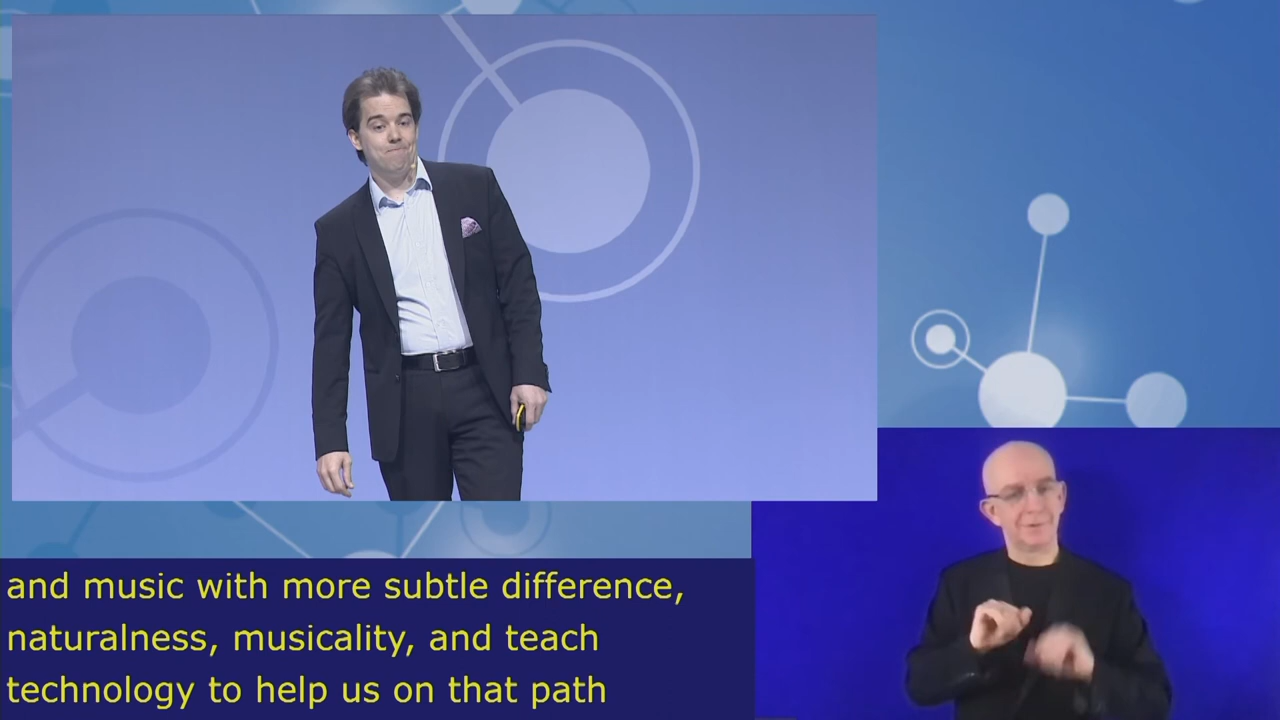 and music with more subtle difference,
naturalness, musicality, and teach
technology to help us on that path